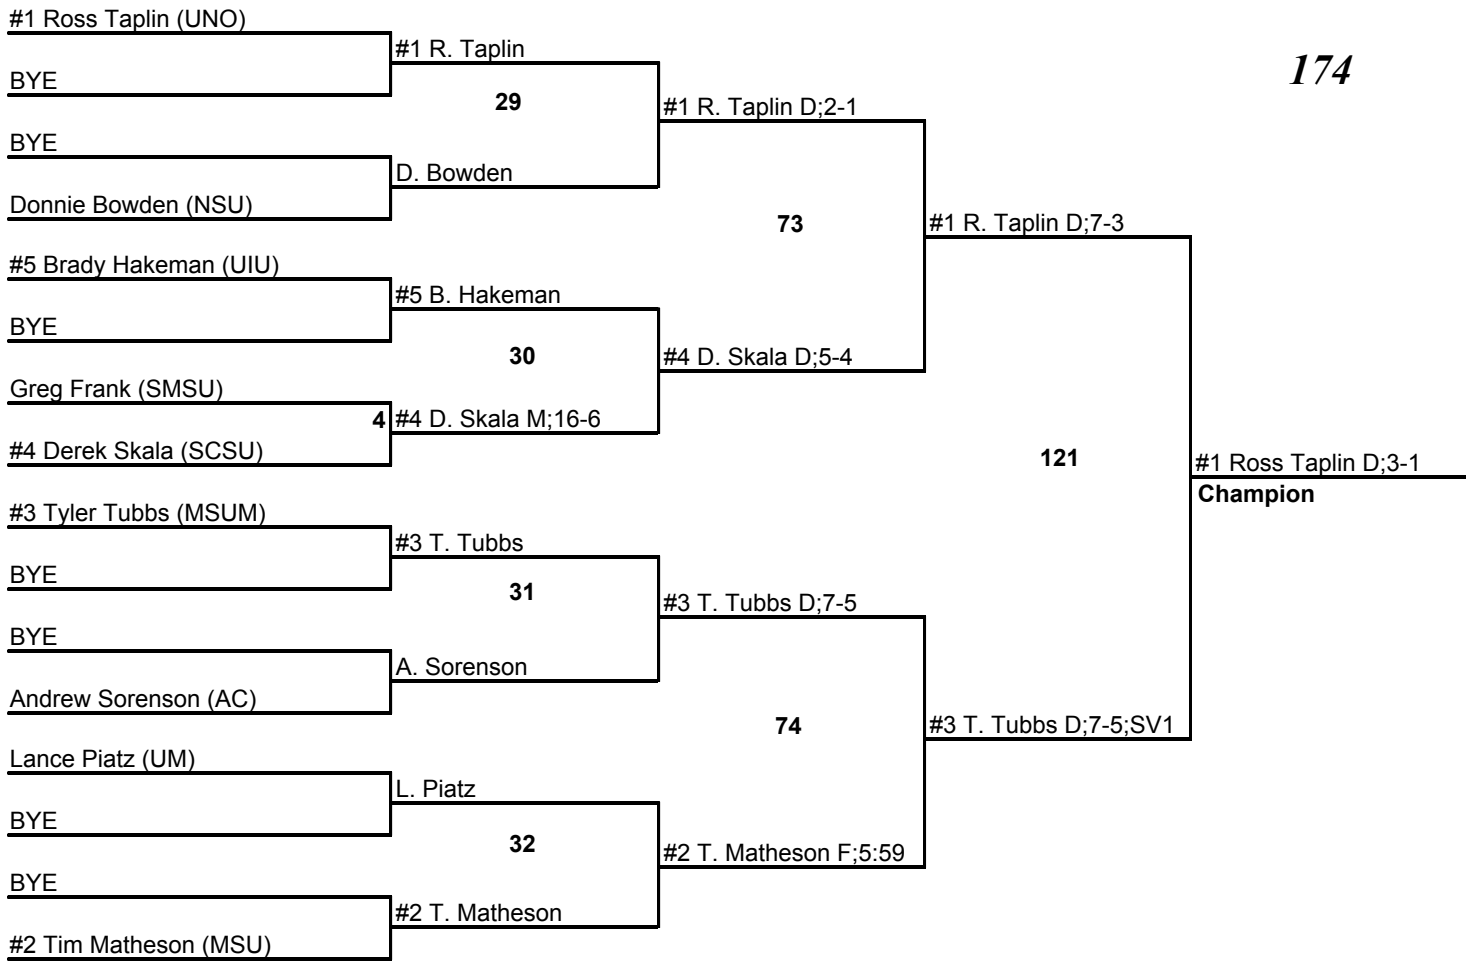 #1 Ross Taplin (UNO)
BYE
BYE
Donnie Bowden (NSU)
#5 Brady Hakeman (UIU)
BYE
Greg Frank (SMSU)
#4 Derek Skala (SCSU)
#3 Tyler Tubbs (MSUM)
BYE
BYE
Andrew Sorenson (AC)
Lance Piatz (UM)
BYE
BYE
#2 Tim Matheson (MSU)
#1 R. Taplin
29
D. Bowden
#5 B. Hakeman
30
4 #4 D. Skala M;16-6
#3 T. Tubbs
31
A. Sorenson
L. Piatz
32
#2 T. Matheson
#1 R. Taplin D;2-1
73
#4 D. Skala D;5-4
#3 T. Tubbs D;7-5
74
#2 T. Matheson F;5:59
#1 R. Taplin D;7-3
121
#3 T. Tubbs D;7-5;SV1
174
#1 Ross Taplin D;3-1
Champion